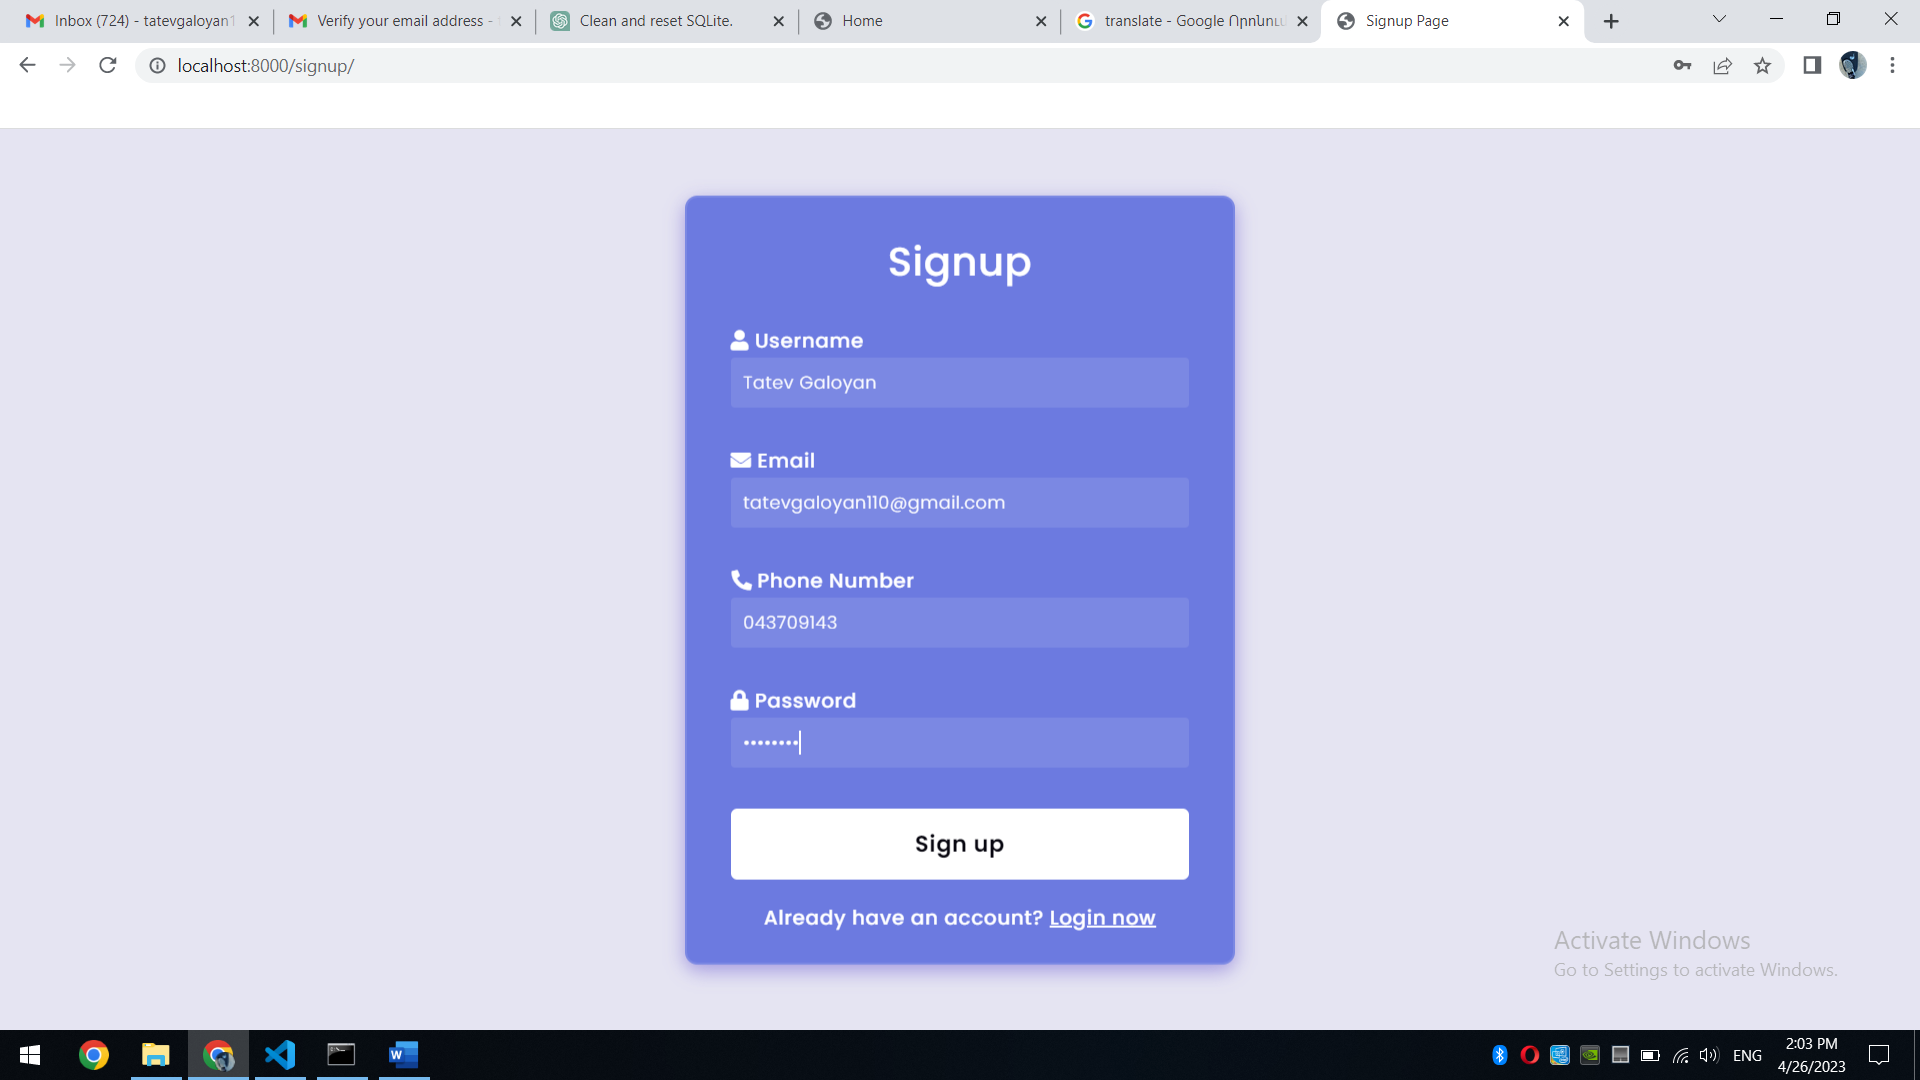 Inbox (724) - tatevgaloyan1
Verify your email address -
Clean and reset SQLite.
Home
translate - Google Որոնու
Signup Page
localhost:8000/signup/
Signup
Username
Tatev Galoyan
Email
tatevgaloyan110@gmail.com
Phone Number
043709143
Password
••••••••
Sign up
Already have an account? Login now
Activate Windows
Go to Settings to activate Windows.
ENG
2:03 PM
4/26/2023